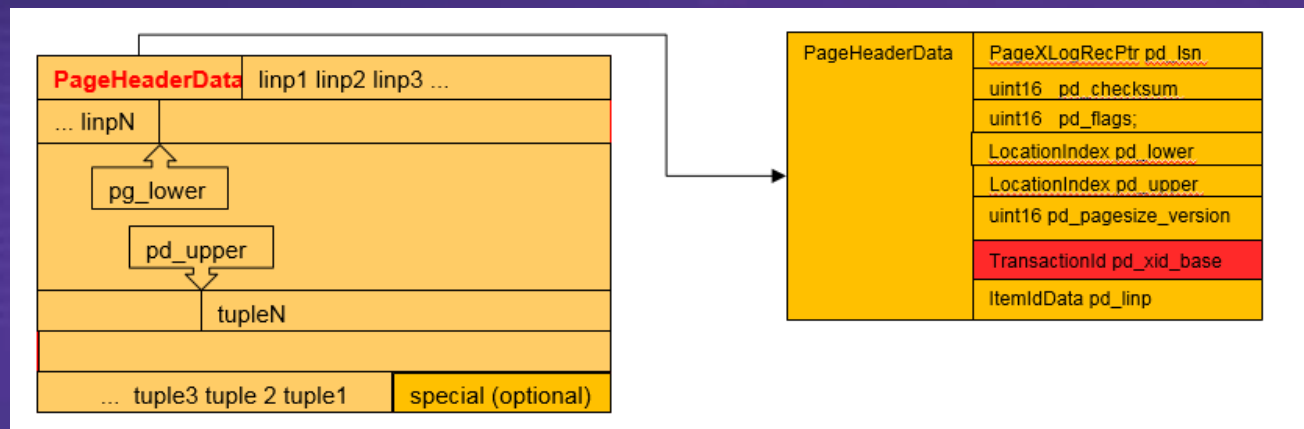 PageHeaderData linp1 linp2 linp3 ...
... linpN
pg_lower
pd_upper
tupleN
... tuple3 tuple 2 tuple1 special (optional)
PageHeaderData PageXLogRecPtr pd_lsn
uint16 pd_checksum
uint16 pd_flags;
LocationIndex pd_lower
LocationIndex pd_upper
uint16 pd_pagesize_version
TransactionId pd_xid_base
ItemIdData pd_linp